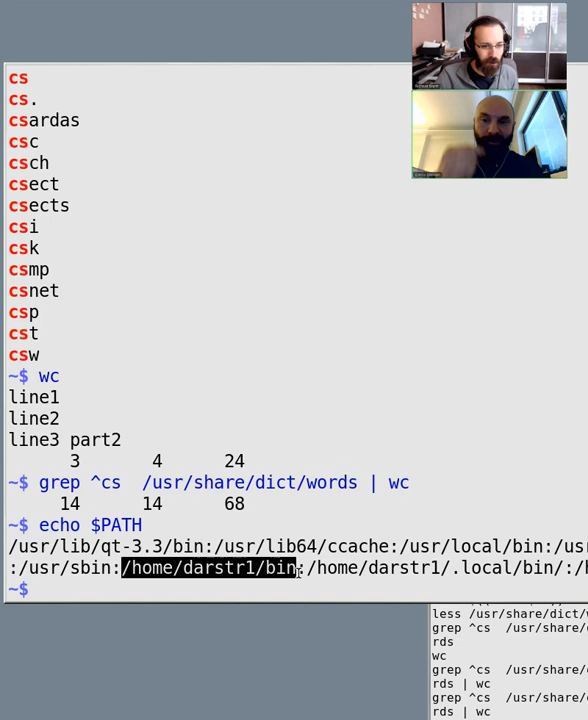 cs
cs.
csardas
csc
csch
csect
csects
csi
csk
csmp
csnet
csp
cst
csw
~$ wc
line1
line2
line3 part2
3 4 24
~$ grep ^cs /usr/share/dict/words | wc
14 14 68
~$ echo $PATH
/usr/lib/qt-3.3/bin:/usr/lib64/ccache:/usr/local/bin:/us
:/usr/sbin:/home/darstr1/bin:/home/darstr1/.local/bin/:/h
~$
less /usr/share/dict/w
grep ^cs /usr/share/d
rds
wc
grep ^cs /usr/share/d
rds | wc
grep ^cs /usr/share/d
rds | wc